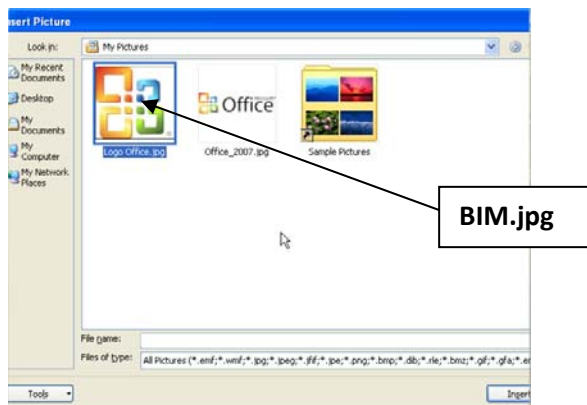 nsert Picture
Look in:
My Pictures
My Recent
Documents
Desktop
My
Documents
My
Computer
My Network
Places
Office
Logo Office.jpg
Office_2007.jpg
Sample Pictures
BIM.jpg
File name:
Files of type:
All Pictures (*.emf;*.wmf;*.jpg;*.jpeg;*.jfif;*.jpe;*.png;*.bmp;*.dib;*.rle;*.bmz;*.gif;*.gfa;*.en
Tools
Insert